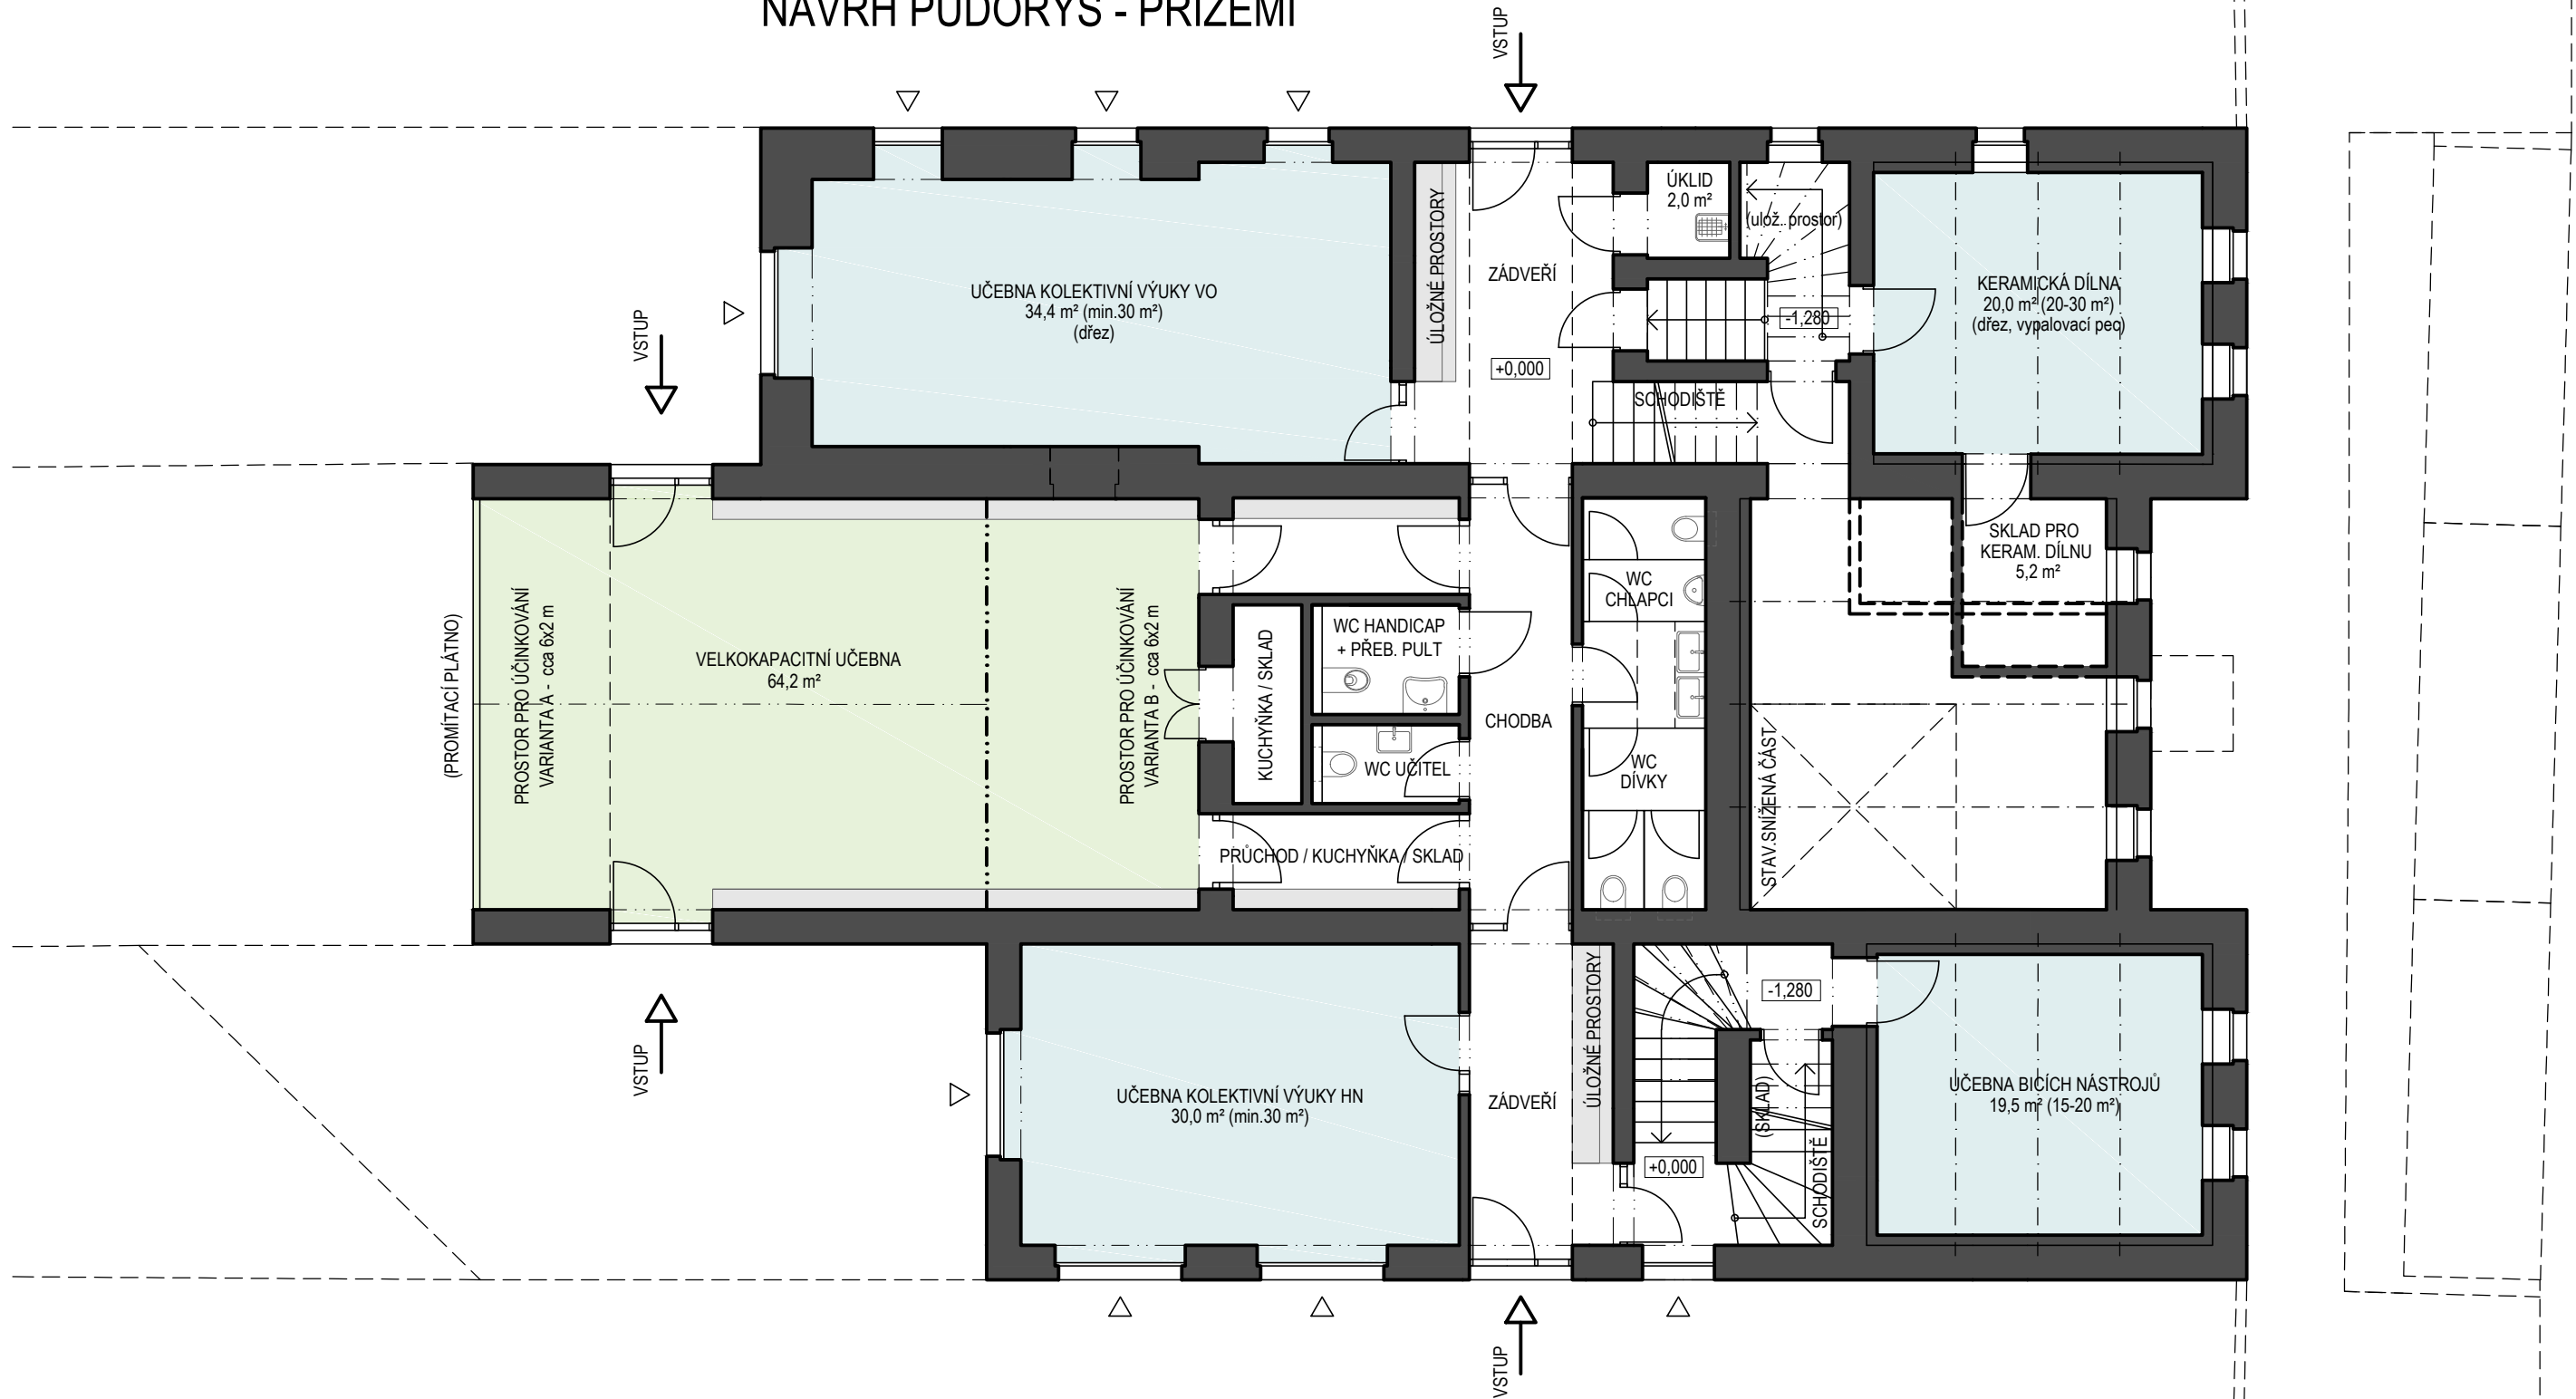 NÁVRH PŮDORYS - PŘÍZEMÍ
VSTUP
ÚLOŽNÉ PROSTORY
ÚKLID
2,0 m²
(ulož. prostor)
ZÁDVEŘÍ
UČEBNA KOLEKTIVNÍ VÝUKY VO
34,4 m² (min.30 m²)
(dřez)
KERAMICKÁ DÍLNA
20,0 m² (20-30 m²)
(dřez, vypalovací pec)
-1,280
VSTUP
+0,000
SCHODIŠTĚ
SKLAD PRO
KERAM. DÍLNU
5,2 m²
WC
CHLAPCI
(PROMÍTACÍ PLÁTNO)
PROSTOR PRO ÚČINKOVÁNÍ
VARIANTA A - cca 6x2 m
VELKOKAPACITNÍ UČEBNA
64,2 m²
PROSTOR PRO ÚČINKOVÁNÍ
VARIANTA B - cca 6x2 m
KUCHYŇKA / SKLAD
WC HANDICAP
+ PŘEB. PULT
CHODBA
WC UČITEL
WC
DÍVKY
STAV.SNÍŽENÁ ČÁST
PRŮCHOD / KUCHYŇKA / SKLAD
ÚLOŽNÉ PROSTORY
-1,280
VSTUP
UČEBNA KOLEKTIVNÍ VÝUKY HN
30,0 m² (min.30 m²)
ZÁDVEŘÍ
(SKLAD)
UČEBNA BICÍCH NÁSTROJŮ
19,5 m² (15-20 m²)
+0,000
SCHODIŠTĚ
VSTUP